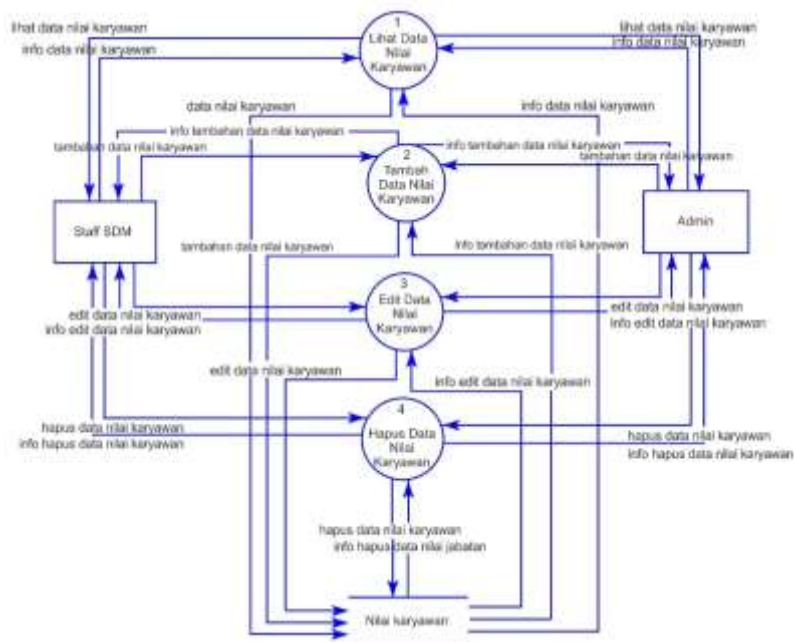 1
Lihat Data
Nilai
Karyawan
lihat data nilai karyawan
info data nilai karyawan
lihat data nilai karyawan
info data nilai karyawan
data nilai karyawan
info data nilai karyawan
info tambahan data nilai karyawan
tambahan data nilai karyawan
2
Tambah
Data Nilai
Karyawan
info tambahan data nilai karyawan
tambahan data nilai karyawan
Staff SDM
Admin
tambahan data nilai karyawan
info tambahan data nilai karyawan
3
Edit Data
Nilai
Karyawan
edit data nilai karyawan
info edit data nilai karyawan
edit data nilai karyawan
info edit data nilai karyawan
edit data nilai karyawan
info edit data nilai karyawan
4
Hapus Data
Nilai
Karyawan
hapus data nilai karyawan
info hapus data nilai karyawan
hapus data nilai karyawan
info hapus data nilai karyawan
hapus data nilai karyawan
info hapus data nilai jabatan
Nilai karyawan